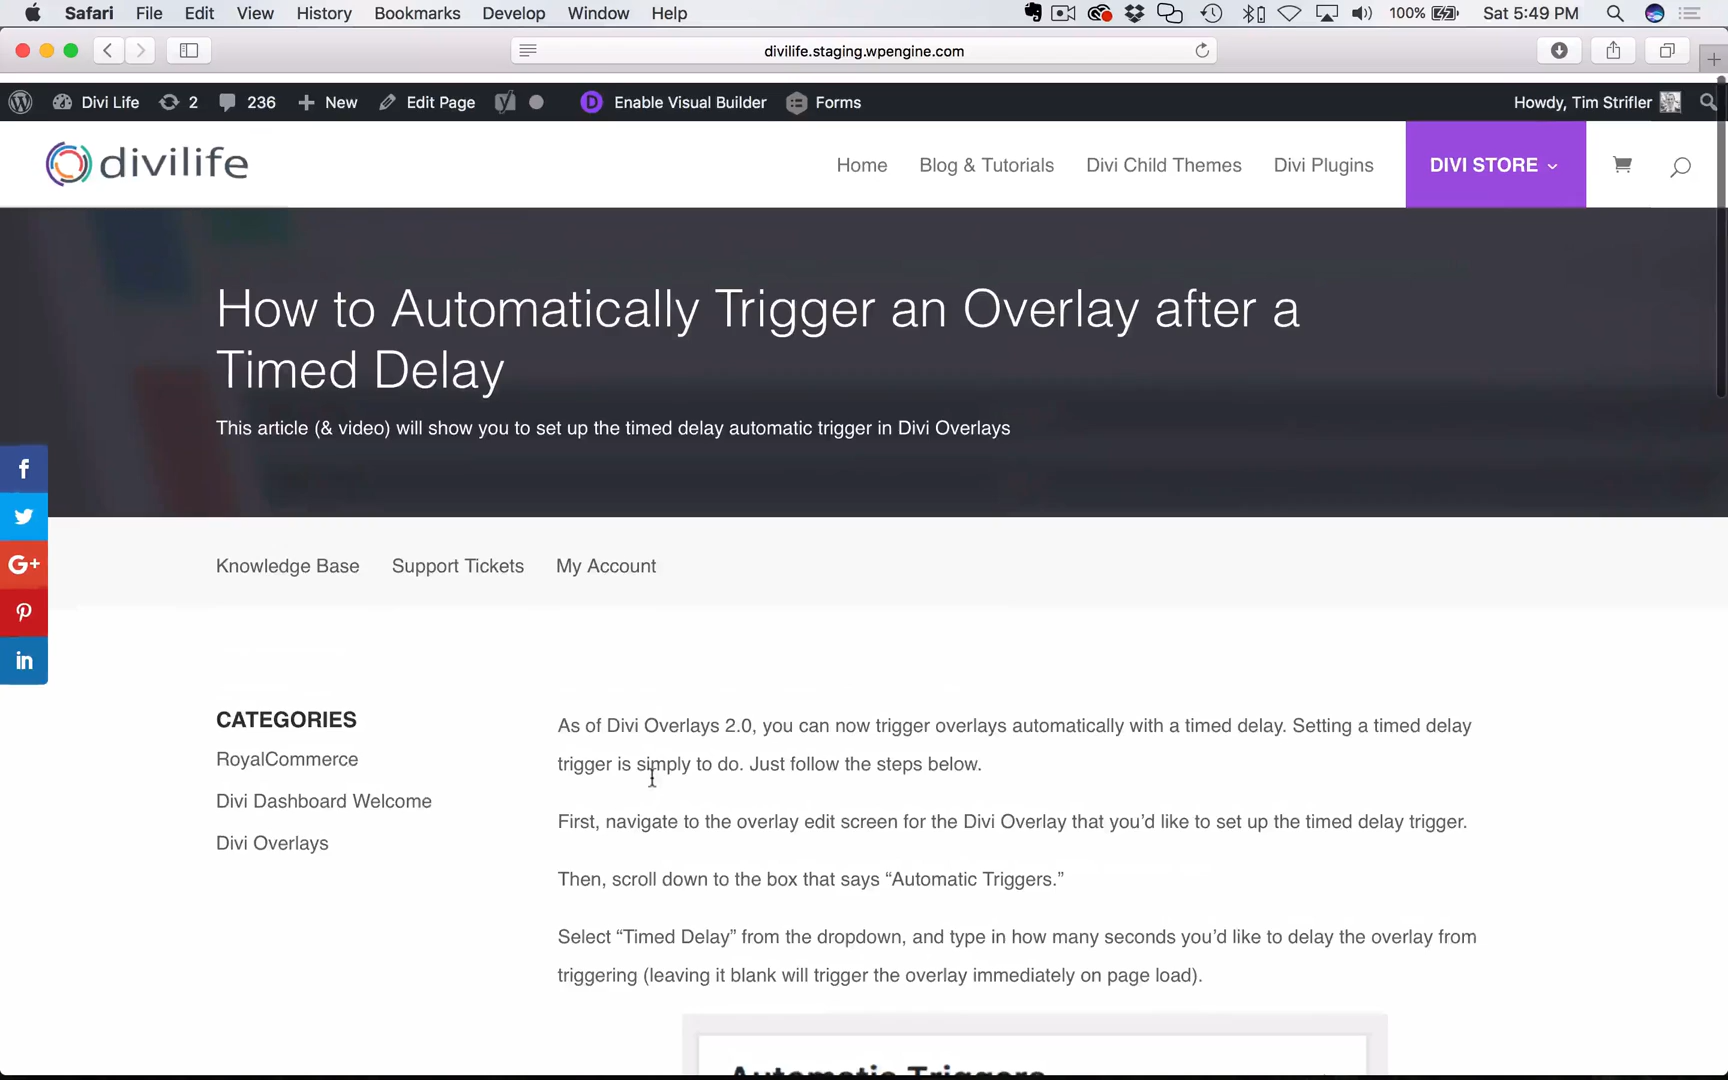 Safari File Edit View History Bookmarks Develop Window Help 100% Sat 5:49 PM
divilife.staging.wpengine.com
Divi Life 2 236 New Edit Page Enable Visual Builder Forms Howdy, Tim Strifler
divilife Home Blog & Tutorials Divi Child Themes Divi Plugins DIVI STORE
How to Automatically Trigger an Overlay after a
Timed Delay
This article (& video) will show you to set up the timed delay automatic trigger in Divi Overlays
Knowledge Base Support Tickets My Account
CATEGORIES
RoyalCommerce
Divi Dashboard Welcome
Divi Overlays
As of Divi Overlays 2.0, you can now trigger overlays automatically with a timed delay. Setting a timed delay
trigger is simply to do. Just follow the steps below.
First, navigate to the overlay edit screen for the Divi Overlay that you’d like to set up the timed delay trigger.
Then, scroll down to the box that says “Automatic Triggers.”
Select “Timed Delay” from the dropdown, and type in how many seconds you’d like to delay the overlay from
triggering (leaving it blank will trigger the overlay immediately on page load).
Automatic Triggers